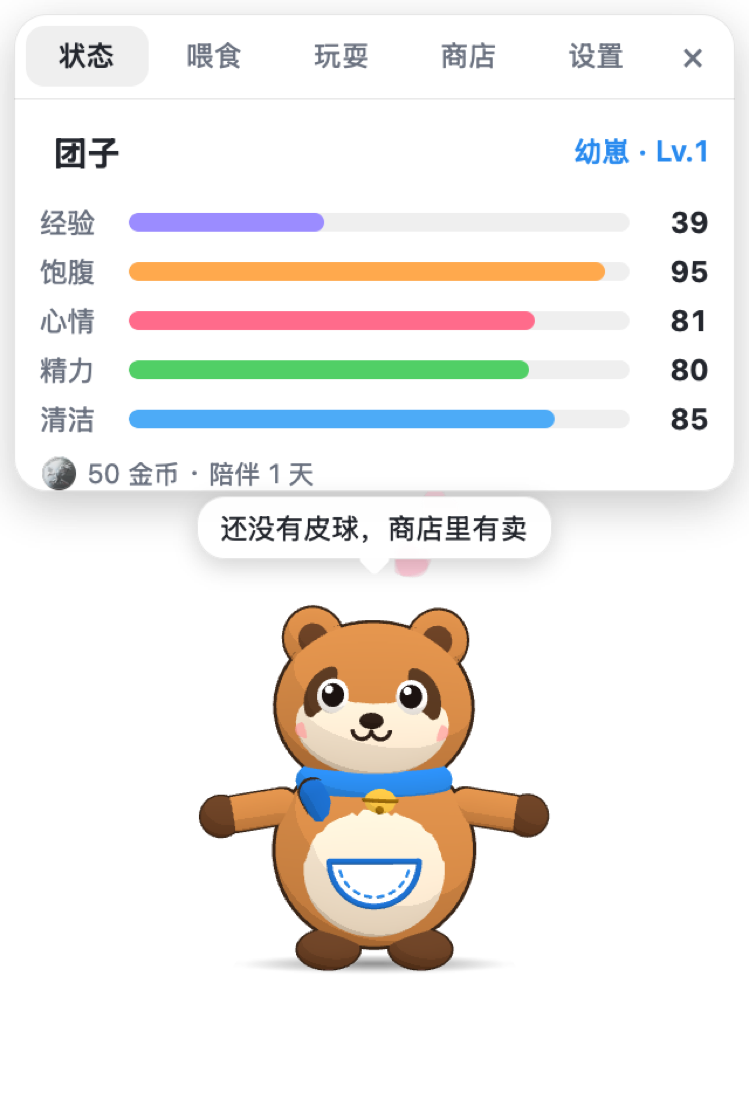 状态 喂食 玩耍 商店 设置 ×
团子 幼崽 · Lv.1
经验 39
饱腹 95
心情 81
精力 80
清洁 85
50 金币 · 陪伴 1 天
还没有皮球，商店里有卖